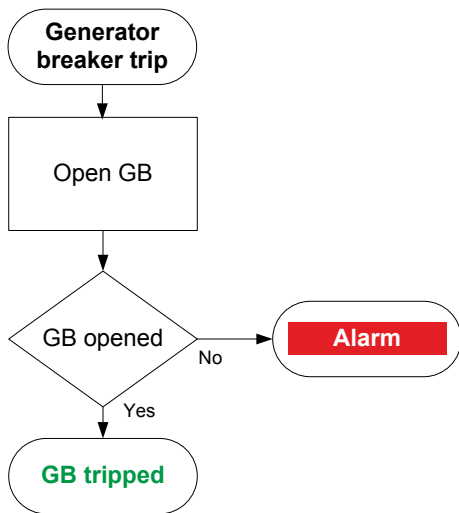 Generator
breaker trip
Open GB
GB opened
No
Alarm
Yes
GB tripped